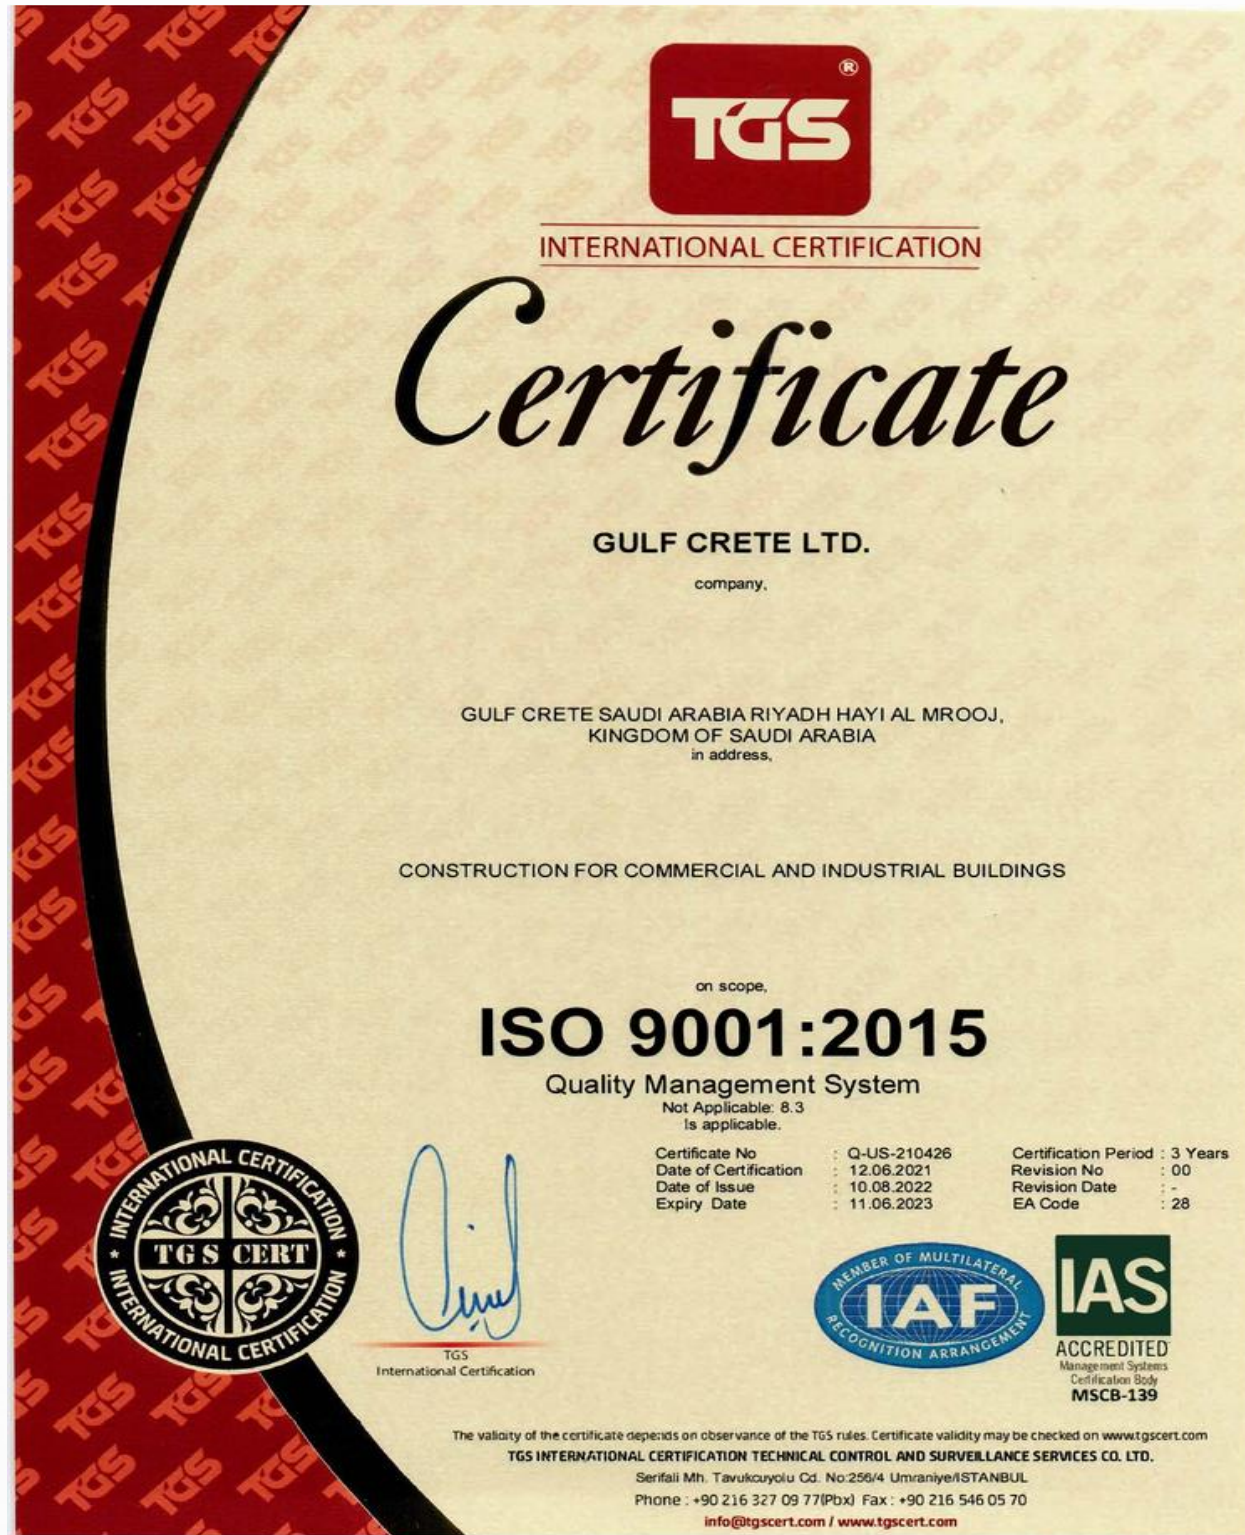 TGS ®
INTERNATIONAL CERTIFICATION
Certificate
GULF CRETE LTD.
company,
GULF CRETE SAUDI ARABIA RIYADH HAYI AL MROOJ,
KINGDOM OF SAUDI ARABIA
in address,
CONSTRUCTION FOR COMMERCIAL AND INDUSTRIAL BUILDINGS
on scope,
ISO 9001:2015
Quality Management System
Not Applicable: 8.3
Is applicable.
Certificate No : Q-US-210426
Date of Certification : 12.06.2021
Date of Issue : 10.08.2022
Expiry Date : 11.06.2023
Certification Period : 3 Years
Revision No : 00
Revision Date : -
EA Code : 28
INTERNATIONAL CERTIFICATION
TGS CERT
INTERNATIONAL CERTIFICATION
TGS
International Certification
MEMBER OF MULTILATERAL
IAF
RECOGNITION ARRANGEMENT
IAS
ACCREDITED
Management Systems
Certification Body
MSCB-139
The validity of the certificate depends on observance of the TGS rules. Certificate validity may be checked on www.tgscert.com
TGS INTERNATIONAL CERTIFICATION TECHNICAL CONTROL AND SURVEILLANCE SERVICES CO. LTD.
Serifali Mh. Tavukcuyolu Cd. No:256/4 Umraniye/ISTANBUL
Phone : +90 216 327 09 77(Pbx) Fax : +90 216 546 05 70
info@tgscert.com / www.tgscert.com